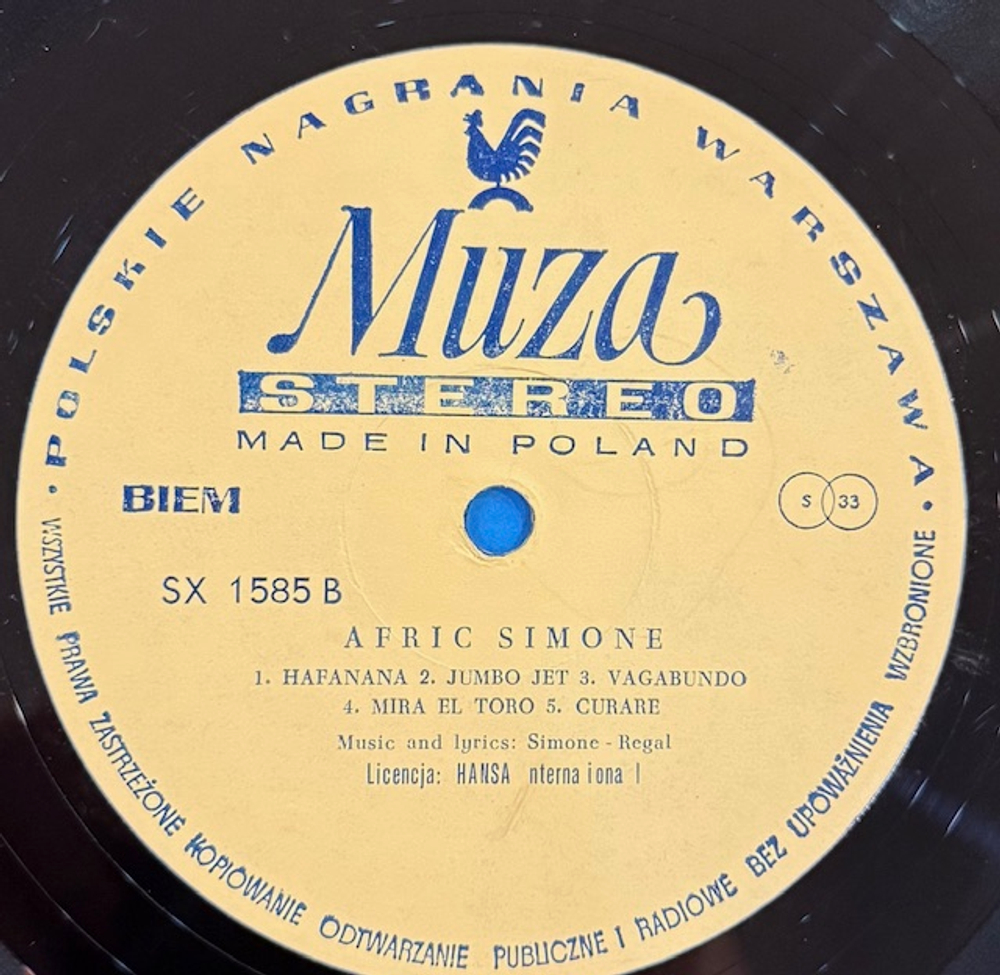 POLSKIE NAGRANIA WARSZAWA
Muza
STEREO
MADE IN POLAND
BIEM
S 33
SX 1585 B
AFRIC SIMONE
1. HAFANANA 2. JUMBO JET 3. VAGABUNDO
4. MIRA EL TORO 5. CURARE
Music and lyrics: Simone - Regal
Licencja: HANSA nterna iona l
• WSZYSTKIE PRAWA ZASTRZEŻONE KOPIOWANIE ODTWARZANIE PUBLICZNE I RADIOWE BEZ UPOWAŻNIENIA WZBRONIONE •